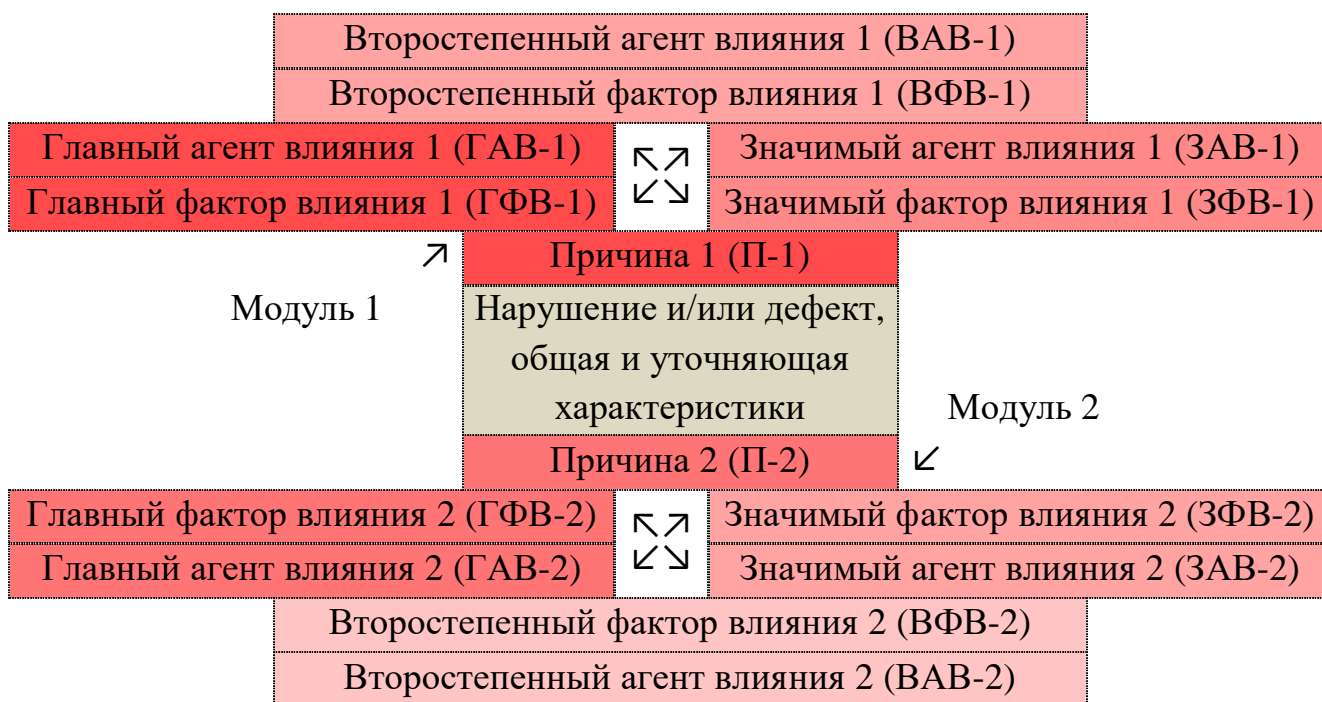 Второстепенный агент влияния 1 (ВАВ-1)
Второстепенный фактор влияния 1 (ВФВ-1)
Главный агент влияния 1 (ГАВ-1)
Значимый агент влияния 1 (ЗАВ-1)
Главный фактор влияния 1 (ГФВ-1)
Значимый фактор влияния 1 (ЗФВ-1)
Причина 1 (П-1)
Модуль 1
Нарушение и/или дефект,
общая и уточняющая
характеристики
Модуль 2
Причина 2 (П-2)
Главный фактор влияния 2 (ГФВ-2)
Значимый фактор влияния 2 (ЗФВ-2)
Главный агент влияния 2 (ГАВ-2)
Значимый агент влияния 2 (ЗАВ-2)
Второстепенный фактор влияния 2 (ВФВ-2)
Второстепенный агент влияния 2 (ВАВ-2)